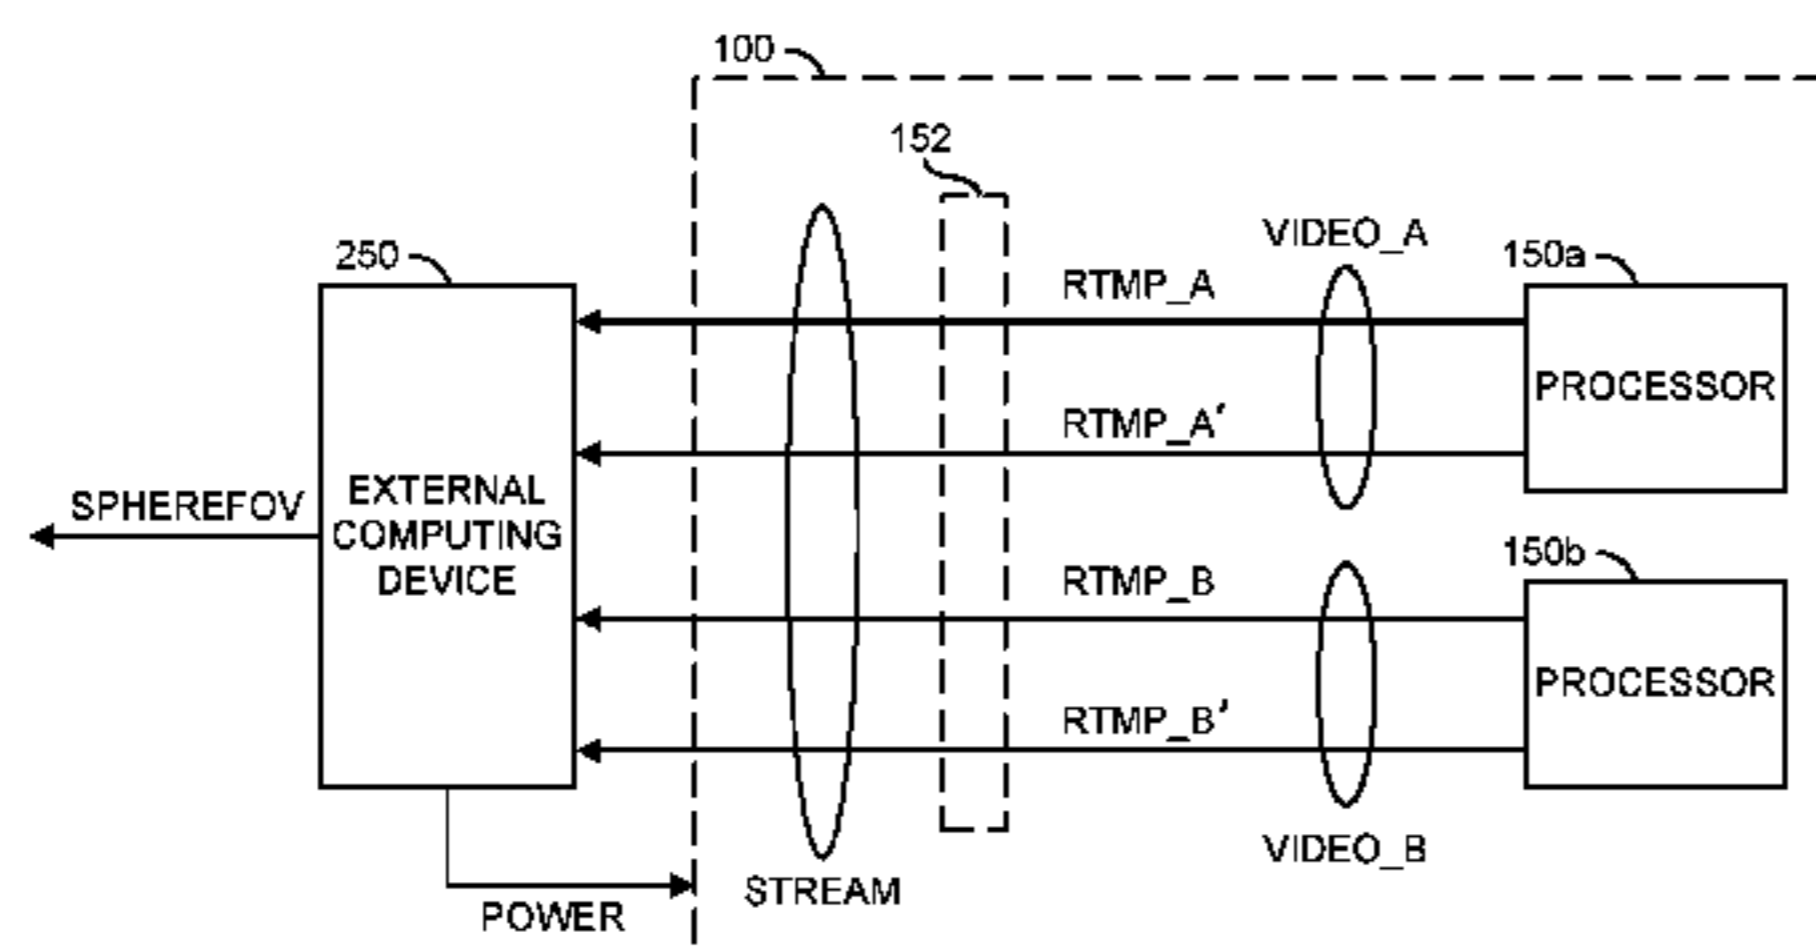 100
152
VIDEO_A
250
150a
RTMP_A
PROCESSOR
RTMP_A′
SPHEREFOV
EXTERNAL
COMPUTING
DEVICE
150b
RTMP_B
PROCESSOR
RTMP_B′
VIDEO_B
STREAM
POWER